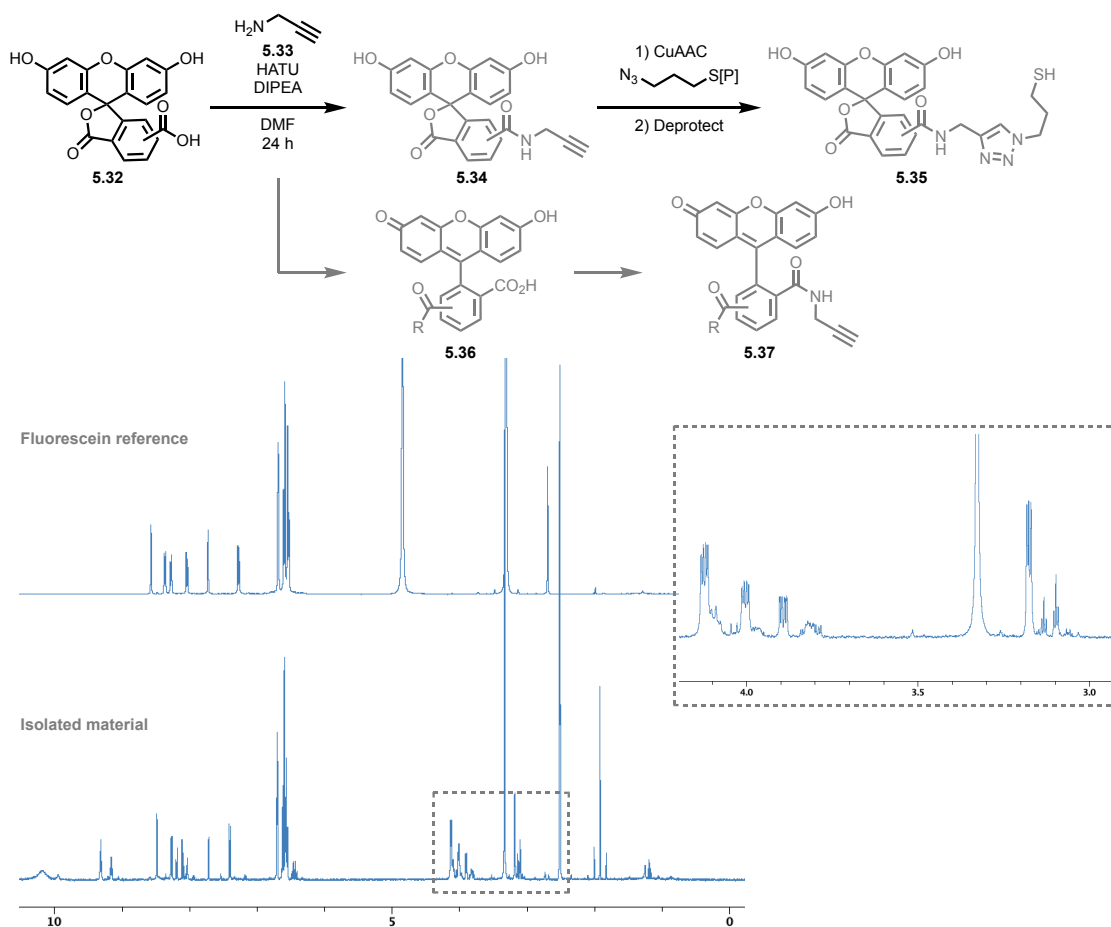 H2N
5.33
HATU
DIPEA
DMF
24 h
1) CuAAC
N3 S[P]
2) Deprotect
HO O OH
O
O
O
OH
5.32
HO O OH
O
O
O
N
H
5.34
HO O OH
O
O
O
N
H
N=N
N
SH
5.35
O O OH
CO2H
O
R
5.36
O O OH
O
NH
O
R
5.37
Fluorescein reference
4.0 3.5 3.0
Isolated material
10 5 0